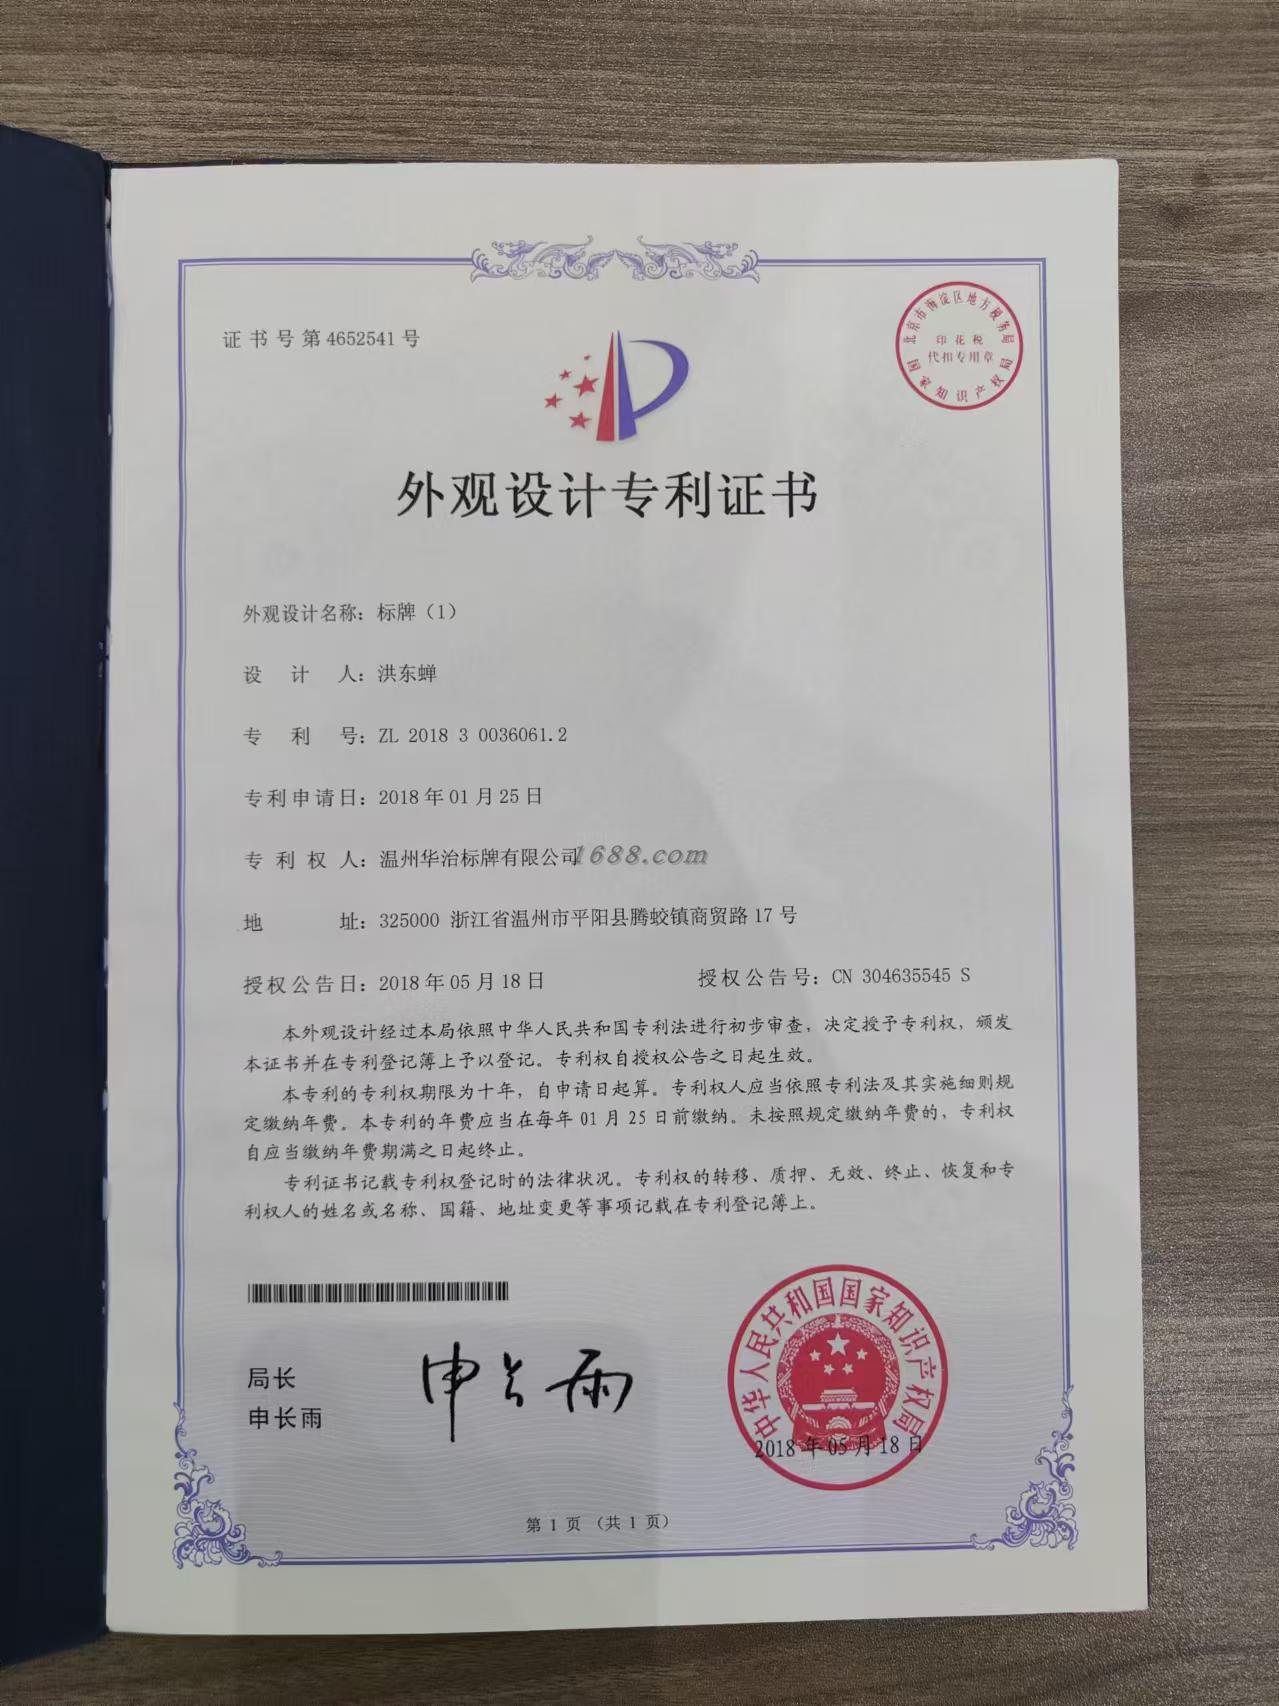 证书号第4652541号
北京市海淀区地方税务局
印花税
代扣专用章
国家知识产权局
外观设计专利证书
外观设计名称：标牌（1）
设计人：洪东蝉
专利号：ZL 2018 3 0036061.2
专利申请日：2018年01月25日
专利权人：温州华治标牌有限公司
1688.com
地址：325000 浙江省温州市平阳县腾蛟镇商贸路17号
授权公告日：2018年05月18日 授权公告号：CN 304635545 S
本外观设计经过本局依照中华人民共和国专利法进行初步审查，决定授予专利权，颁发
本证书并在专利登记簿上予以登记。专利权自授权公告之日起生效。
本专利的专利权期限为十年，自申请日起算。专利权人应当依照专利法及其实施细则规
定缴纳年费。本专利的年费应当在每年01月25日前缴纳。未按照规定缴纳年费的，专利权
自应当缴纳年费期满之日起终止。
专利证书记载专利权登记时的法律状况。专利权的转移、质押、无效、终止、恢复和专
利权人的姓名或名称、国籍、地址变更等事项记载在专利登记簿上。
局长
申长雨
申长雨
中华人民共和国国家知识产权局
2018年05月18日
第1页（共1页）